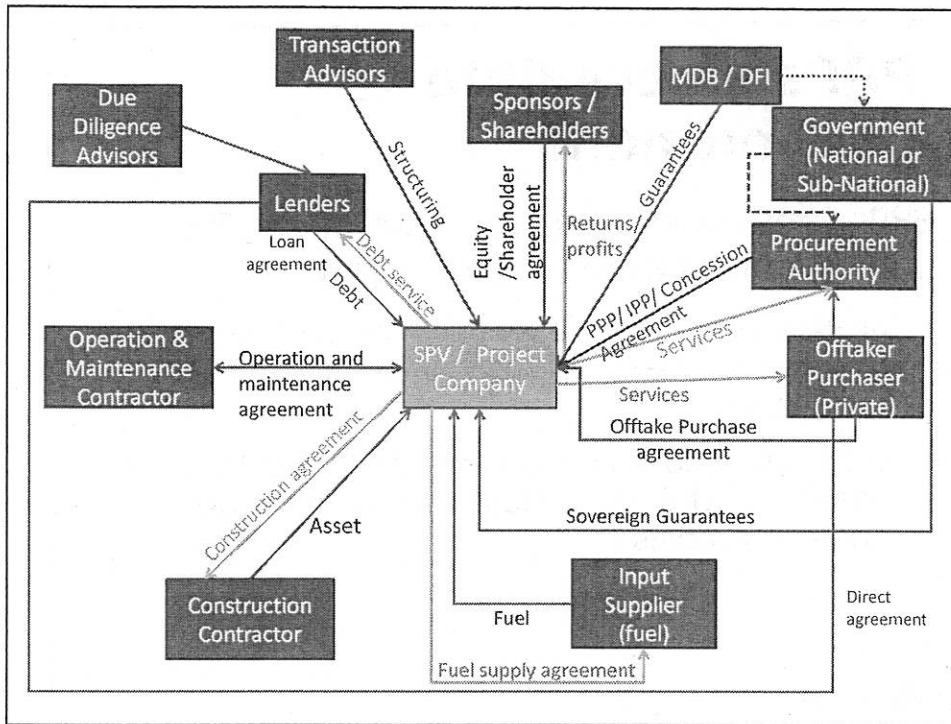 Transaction
Advisors
MDB / DFI
Due
Diligence
Advisors
Sponsors /
Shareholders
Government
(National or
Sub-National)
Structuring
Guarantees
Lenders
Loan
agreement
Debt service
Debt
Equity
/Shareholder
agreement
Returns/
profits
Procurement
Authority
PPP/ IPP/ Concession
Agreement
Services
Operation &
Maintenance
Contractor
Operation and
maintenance
agreement
SPV / Project
Company
Services
Offtaker
Purchaser
(Private)
Offtake Purchase
agreement
Construction agreement
Asset
Sovereign Guarantees
Construction
Contractor
Fuel
Input
Supplier
(fuel)
Direct
agreement
Fuel supply agreement